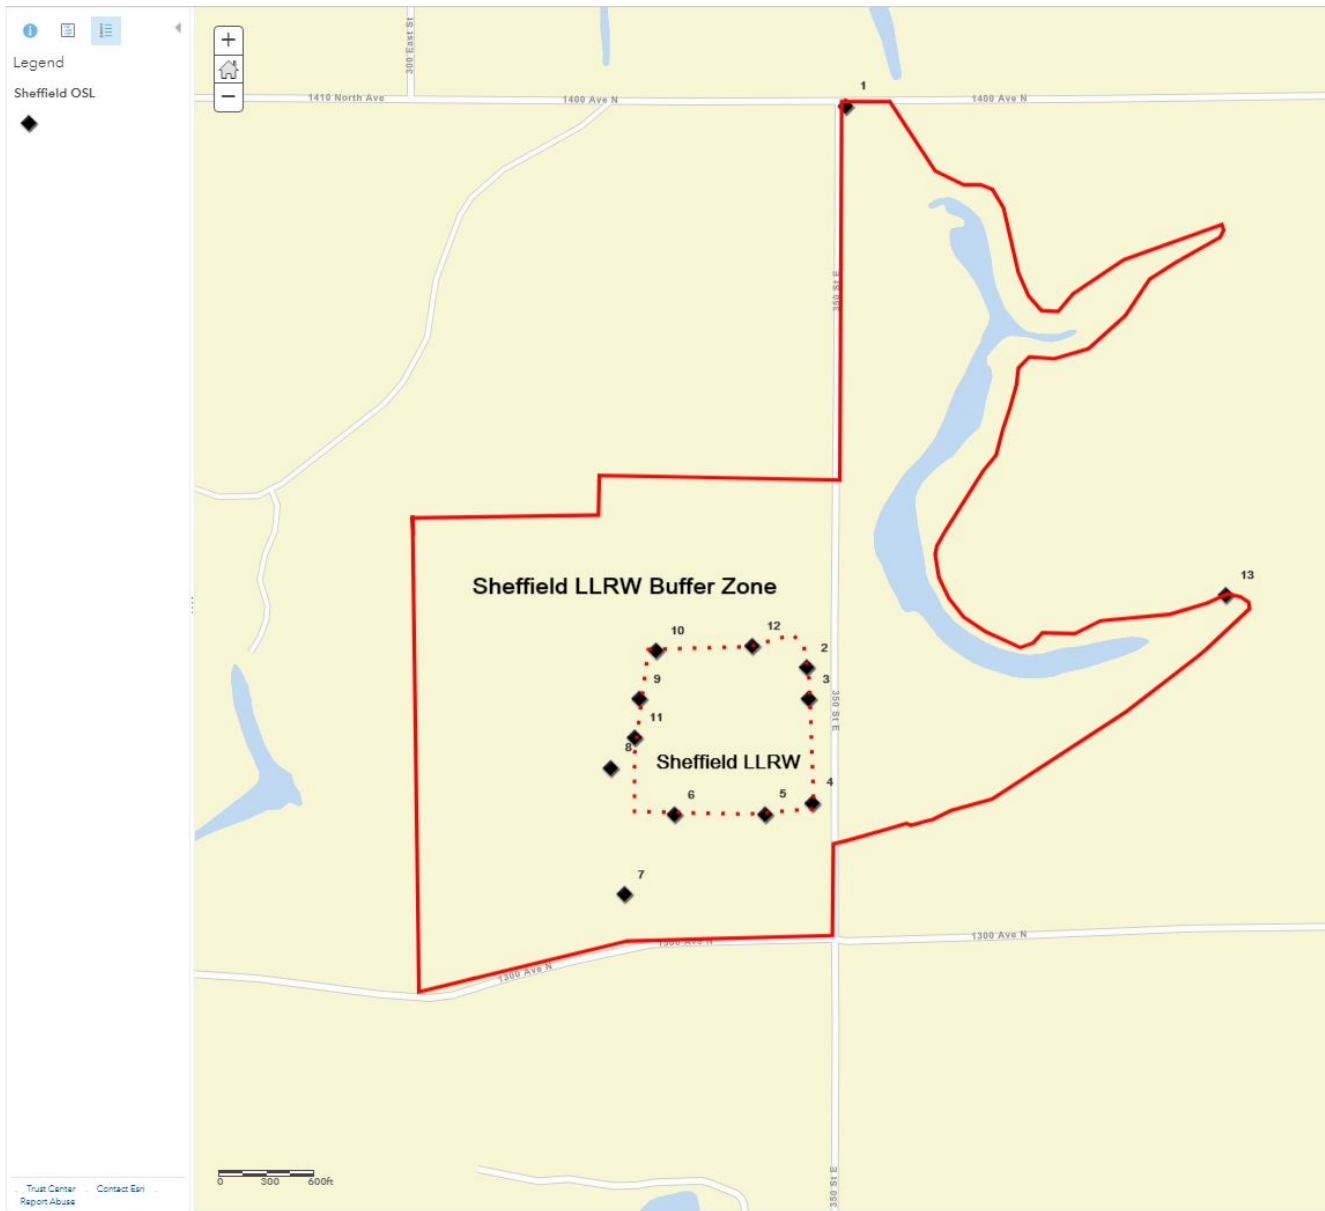 Legend
Sheffield OSL
+
−
300 East St
1410 North Ave
1400 Ave N
1
1400 Ave N
350 St E
Sheffield LLRW Buffer Zone
13
10
12
2
9
3
11
350 St E
8
Sheffield LLRW
4
6
5
7
1300 Ave N
1300 Ave N
1300 Ave N
350 St E
0 300 600ft
Trust Center . Contact Esri .
Report Abuse